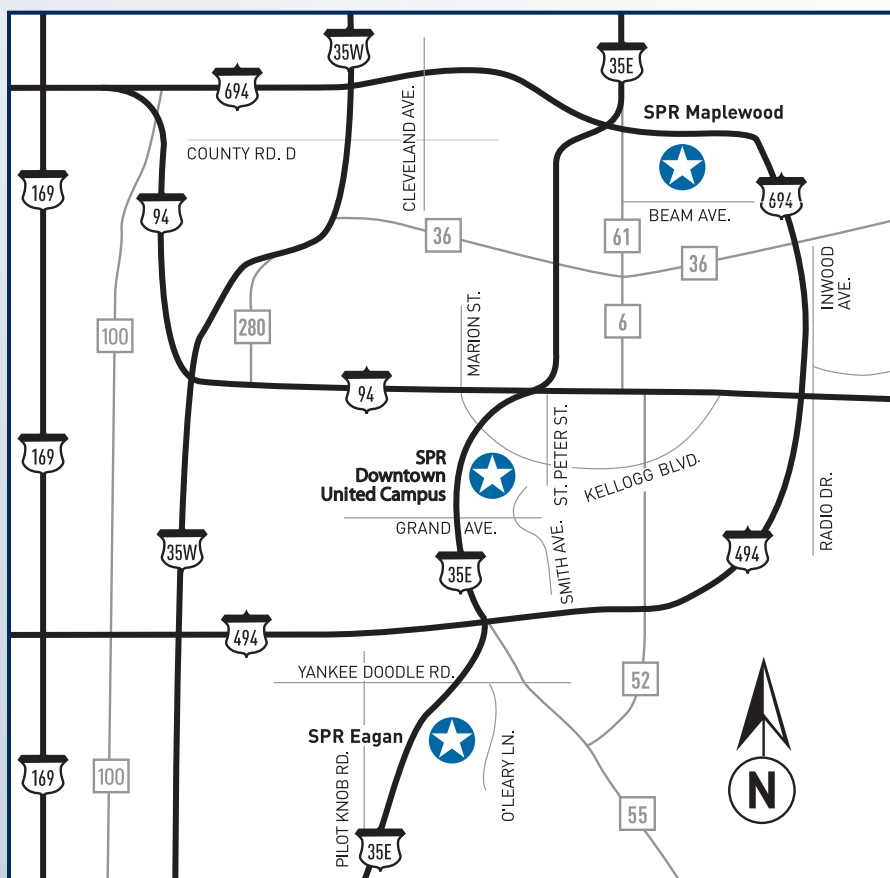 35W
35E
694
SPR Maplewood
CLEVELAND AVE.
COUNTY RD. D
169
94
694
BEAM AVE.
36
61
36
INWOOD
AVE.
100
280
MARION ST.
6
94
169
SPR
Downtown
United Campus
ST. PETER ST.
KELLOGG BLVD.
GRAND AVE.
SMITH AVE.
RADIO DR.
35W
35E
494
494
YANKEE DOODLE RD.
52
SPR Eagan
PILOT KNOB RD.
O'LEARY LN.
169
100
55
N
35E